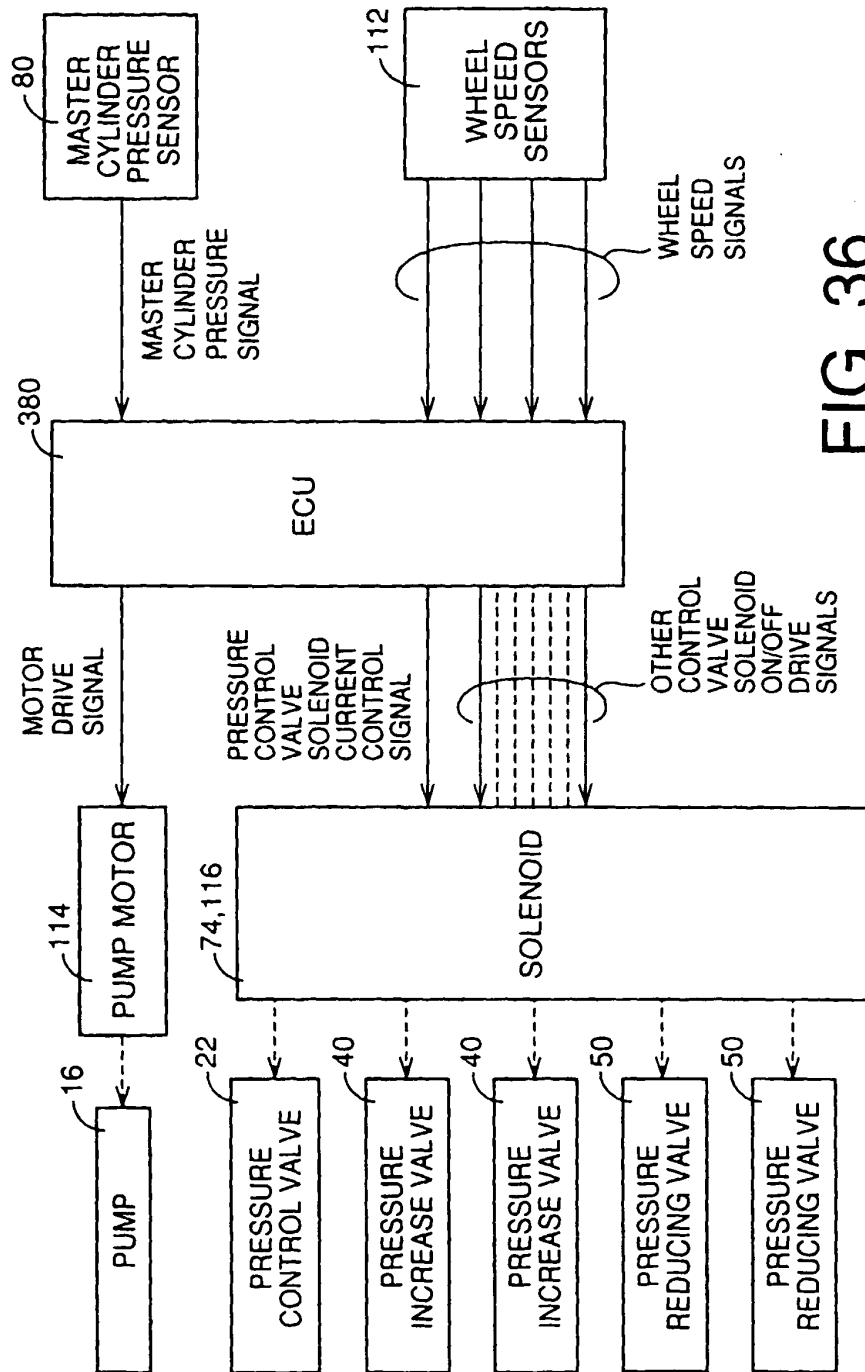 80
MASTER
CYLINDER
PRESSURE
SENSOR
112
WHEEL
SPEED
SENSORS
MASTER
CYLINDER
PRESSURE
SIGNAL
WHEEL
SPEED
SIGNALS
380
ECU
MOTOR
DRIVE
SIGNAL
PRESSURE
CONTROL
VALVE
SOLENOID
CURRENT
CONTROL
SIGNAL
OTHER
CONTROL
VALVE
SOLENOID
ON/OFF
DRIVE
SIGNALS
114
PUMP MOTOR
74,116
SOLENOID
16
PUMP
22
PRESSURE
CONTROL VALVE
40
PRESSURE
INCREASE VALVE
40
PRESSURE
INCREASE VALVE
50
PRESSURE
REDUCING VALVE
50
PRESSURE
REDUCING VALVE
FIG. 36